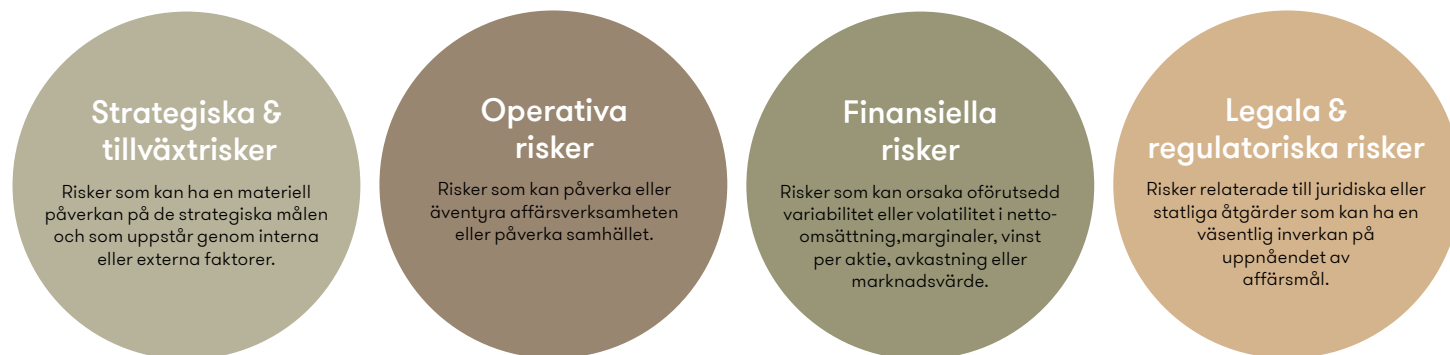 Strategiska &
tillväxtrisker
Risker som kan ha en materiell
påverkan på de strategiska målen
och som uppstår genom interna
eller externa faktorer.
Operativa
risker
Risker som kan påverka eller
äventyra affärsverksamheten
eller påverka samhället.
Finansiella
risker
Risker som kan orsaka oförutsedd
variabilitet eller volatilitet i netto-
omsättning,marginaler, vinst
per aktie, avkastning eller
marknadsvärde.
Legala &
regulatoriska risker
Risker relaterade till juridiska eller
statliga åtgärder som kan ha en
väsentlig inverkan på
uppnåendet av
affärsmål.